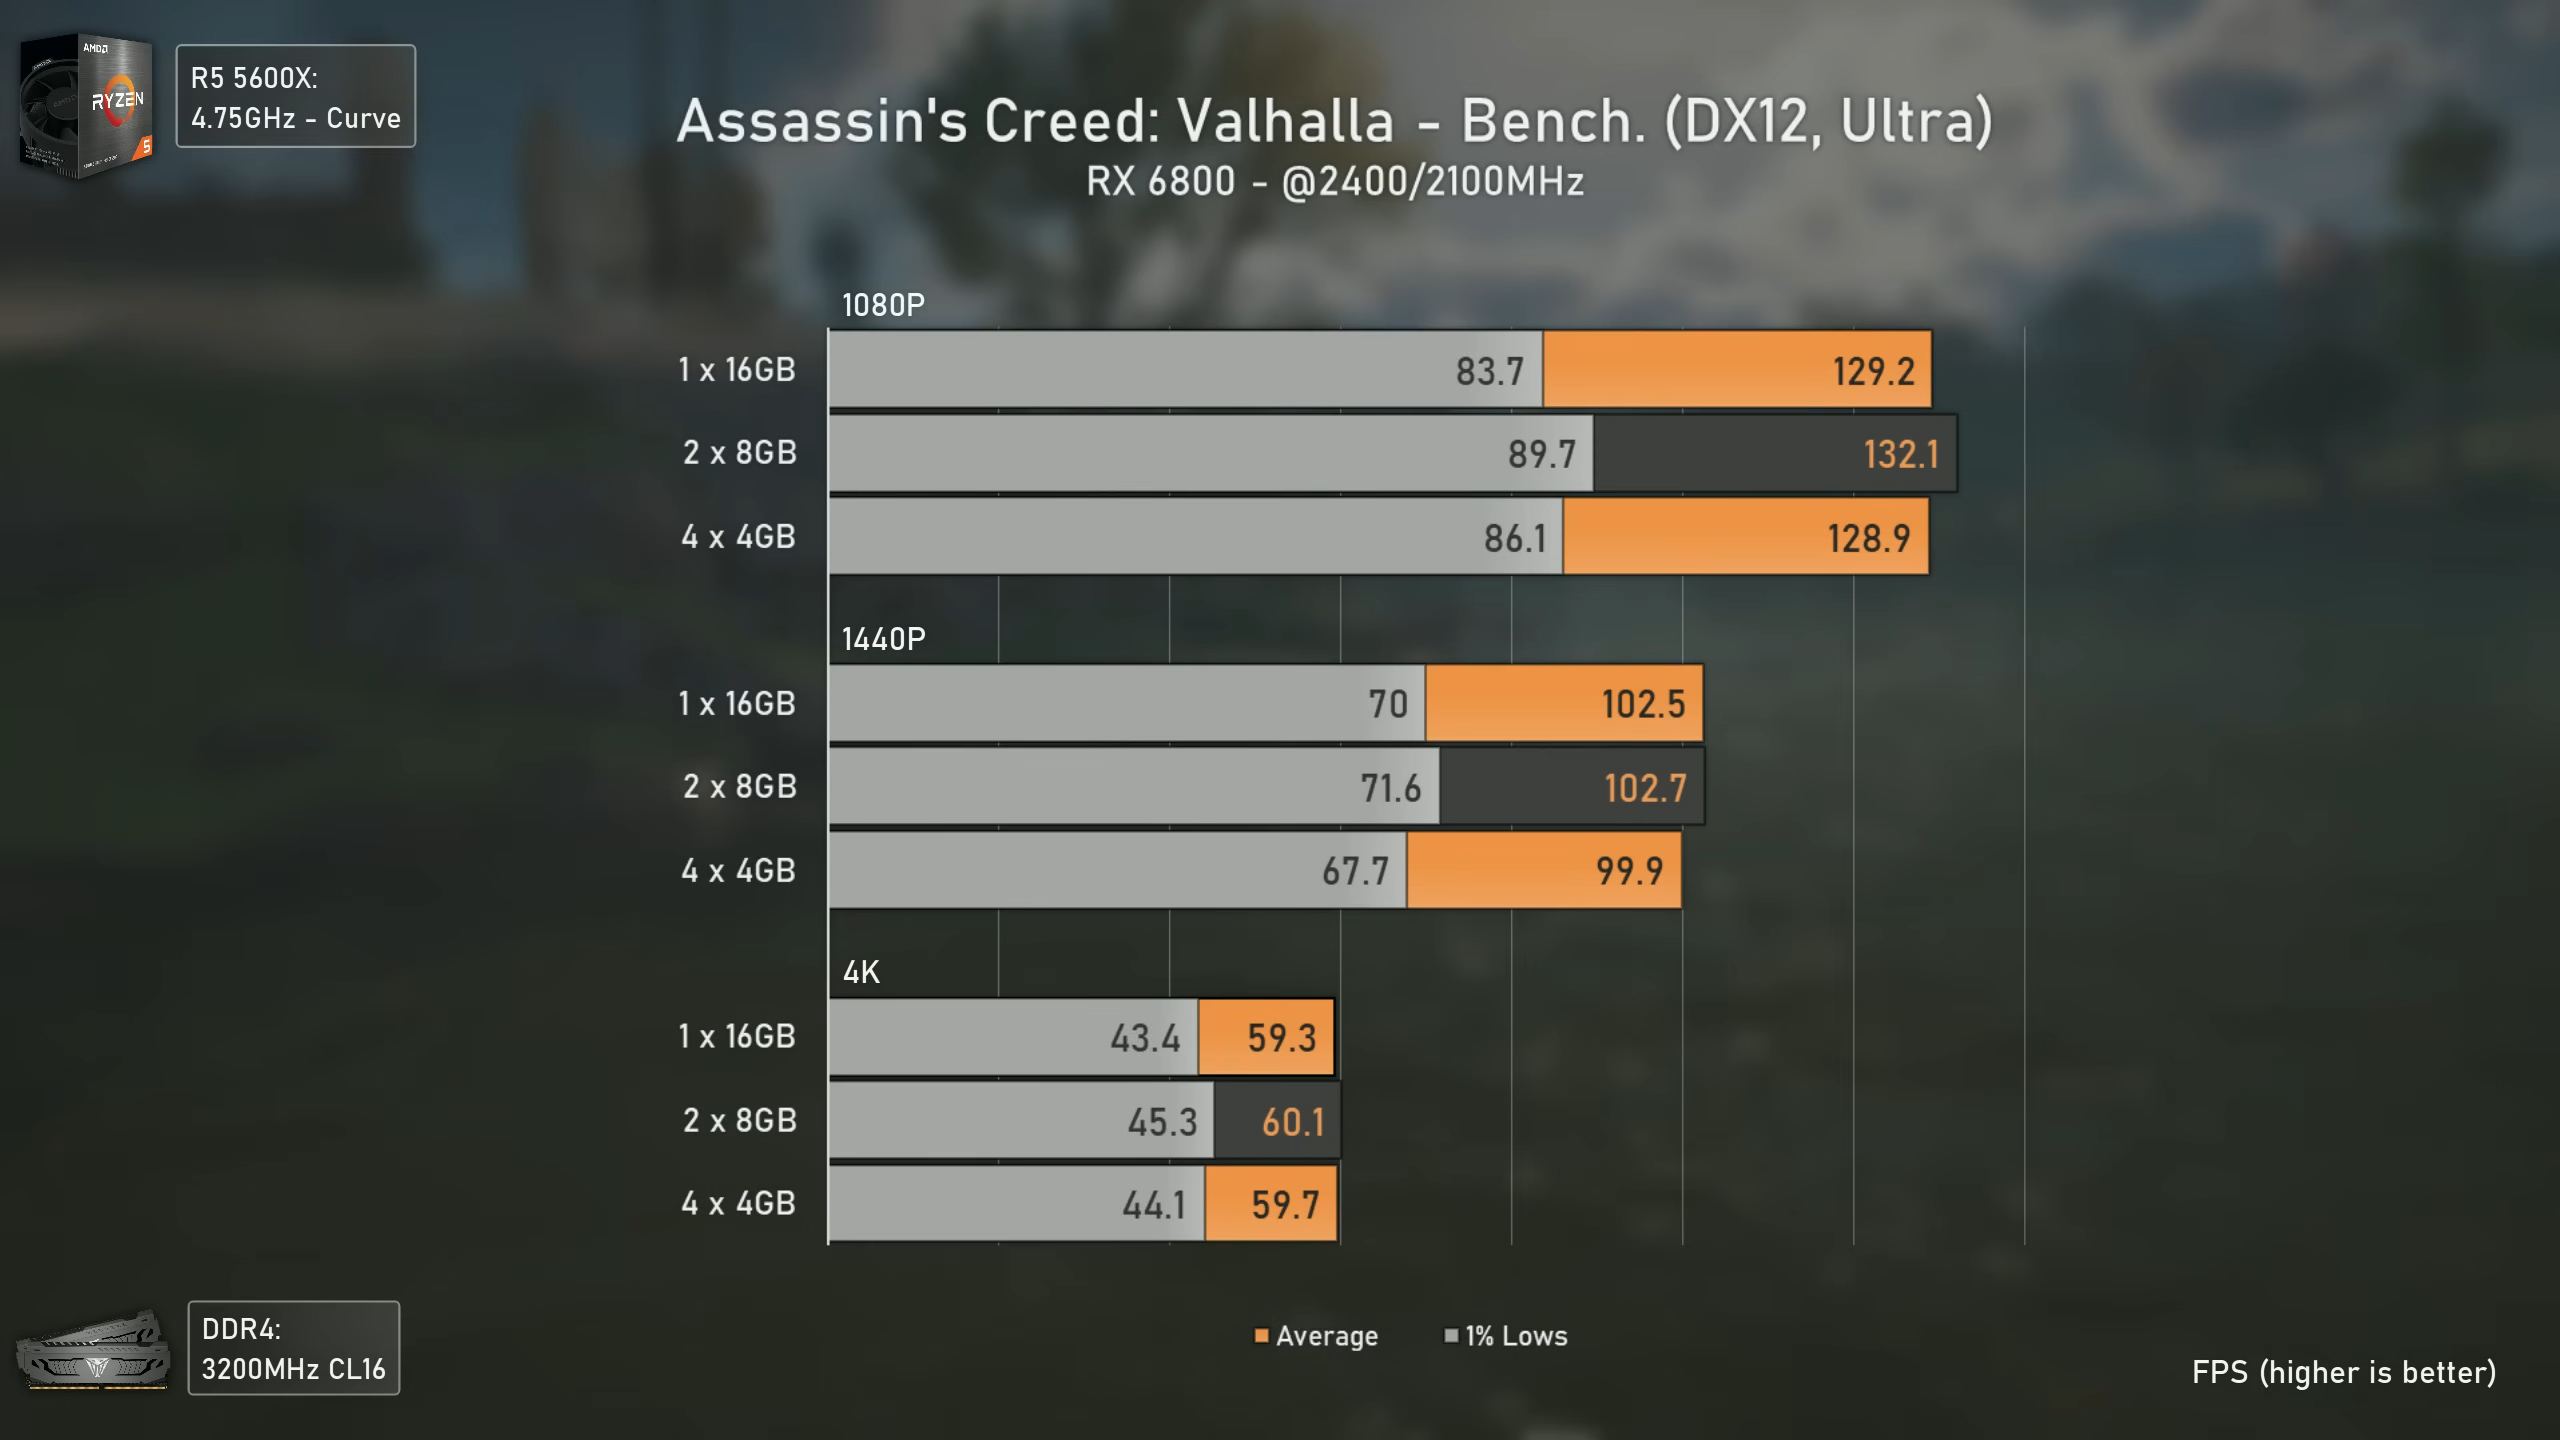 AMD
RYZEN
5
R5 5600X:
4.75GHz - Curve
Assassin's Creed: Valhalla - Bench. (DX12, Ultra)
RX 6800 - @2400/2100MHz
1080P
1 x 16GB 83.7 129.2
2 x 8GB 89.7 132.1
4 x 4GB 86.1 128.9
1440P
1 x 16GB 70 102.5
2 x 8GB 71.6 102.7
4 x 4GB 67.7 99.9
4K
1 x 16GB 43.4 59.3
2 x 8GB 45.3 60.1
4 x 4GB 44.1 59.7
Average 1% Lows
DDR4:
3200MHz CL16
FPS (higher is better)